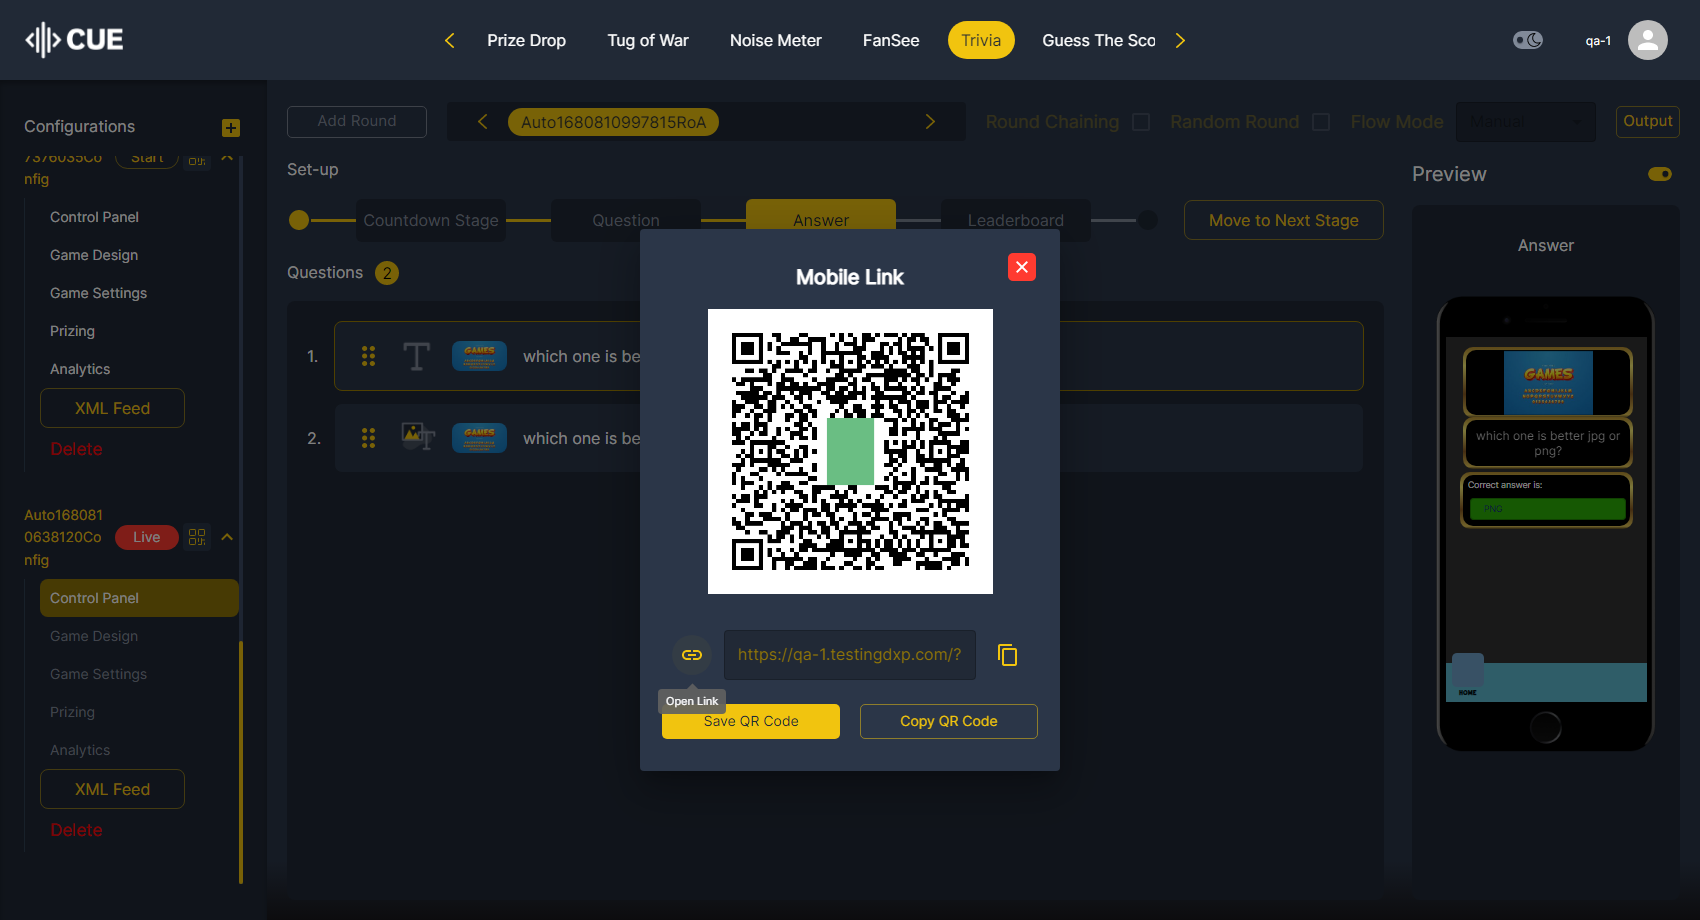 CUE
Prize Drop
Tug of War
Noise Meter
FanSee
Trivia
Guess The Sco
qa-1
Configurations
7376035Co
nfig
Start
Control Panel
Game Design
Game Settings
Prizing
Analytics
XML Feed
Delete
Auto168081
0638120Co
nfig
Live
Control Panel
Game Design
Game Settings
Prizing
Analytics
XML Feed
Delete
Add Round
Auto1680810997815RoA
Round Chaining
Random Round
Flow Mode
Manual
Output
Set-up
Countdown Stage
Question
Answer
Leaderboard
Move to Next Stage
Questions
2
1.
T
GAMES
which one is be
2.
T
GAMES
which one is be
Mobile Link
https://qa-1.testingdxp.com/?
Open Link
Save QR Code
Copy QR Code
Preview
Answer
GAMES
which one is better jpg or
png?
Correct answer is:
PNG
HOME